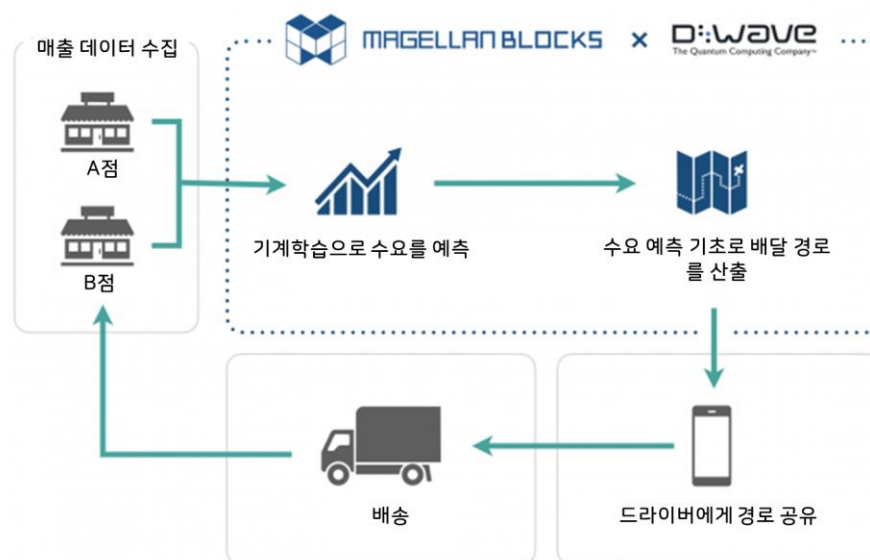 매출 데이터 수집
MAGELLAN BLOCKS × D:wave
The Quantum Computing Company™
A점
B점
기계학습으로 수요를 예측
수요 예측 기초로 배달 경로
를 산출
배송
드라이버에게 경로 공유